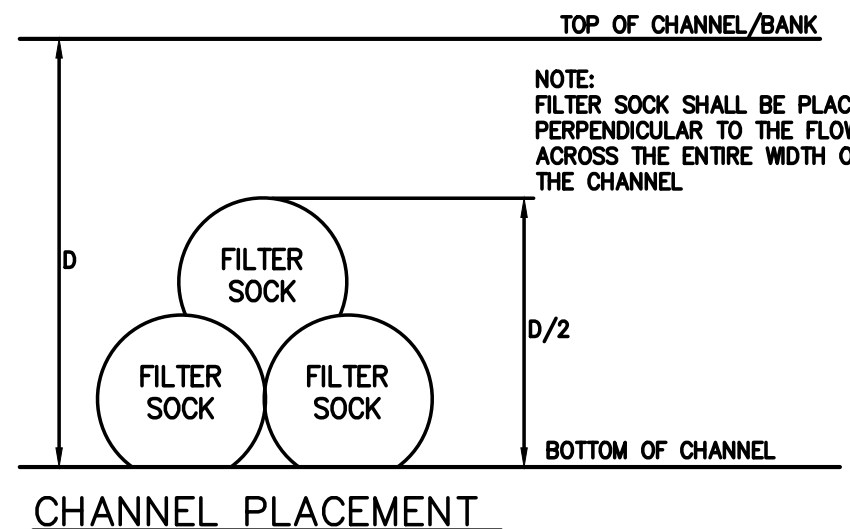 TOP OF CHANNEL/BANK
NOTE:
FILTER SOCK SHALL BE PLAC
PERPENDICULAR TO THE FLOW
ACROSS THE ENTIRE WIDTH O
THE CHANNEL
D
FILTER
SOCK
D/2
FILTER
SOCK
FILTER
SOCK
BOTTOM OF CHANNEL
CHANNEL PLACEMENT